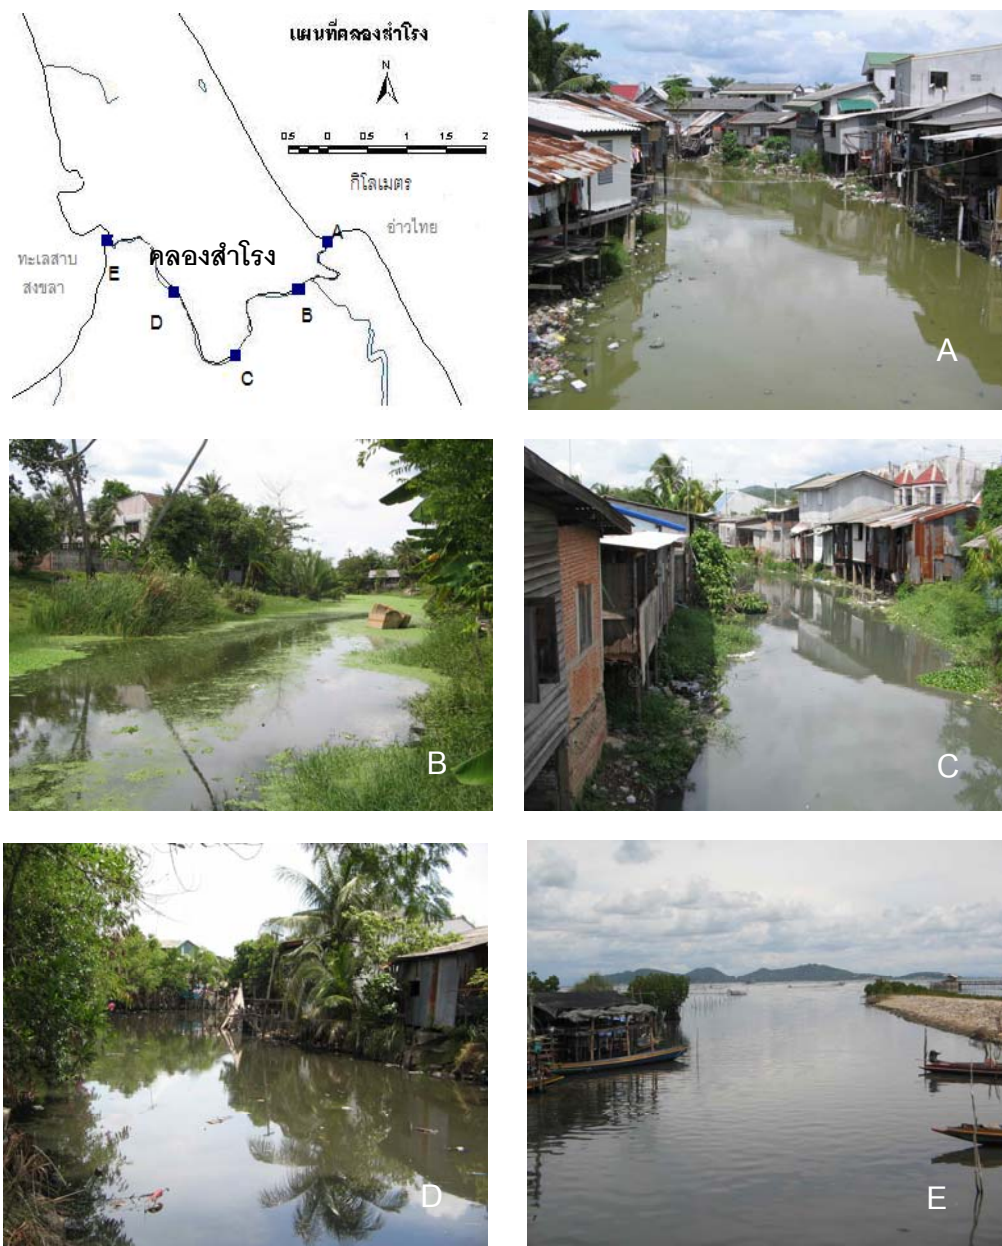 แผนที่คลองสำโรง
N
0.5 0 0.5 1 1.5 2
กิโลเมตร
A
อ่าวไทย
คลองสำโรง
ทะเลสาบ
สงขลา
E
D
B
C
A
B
C
D
E